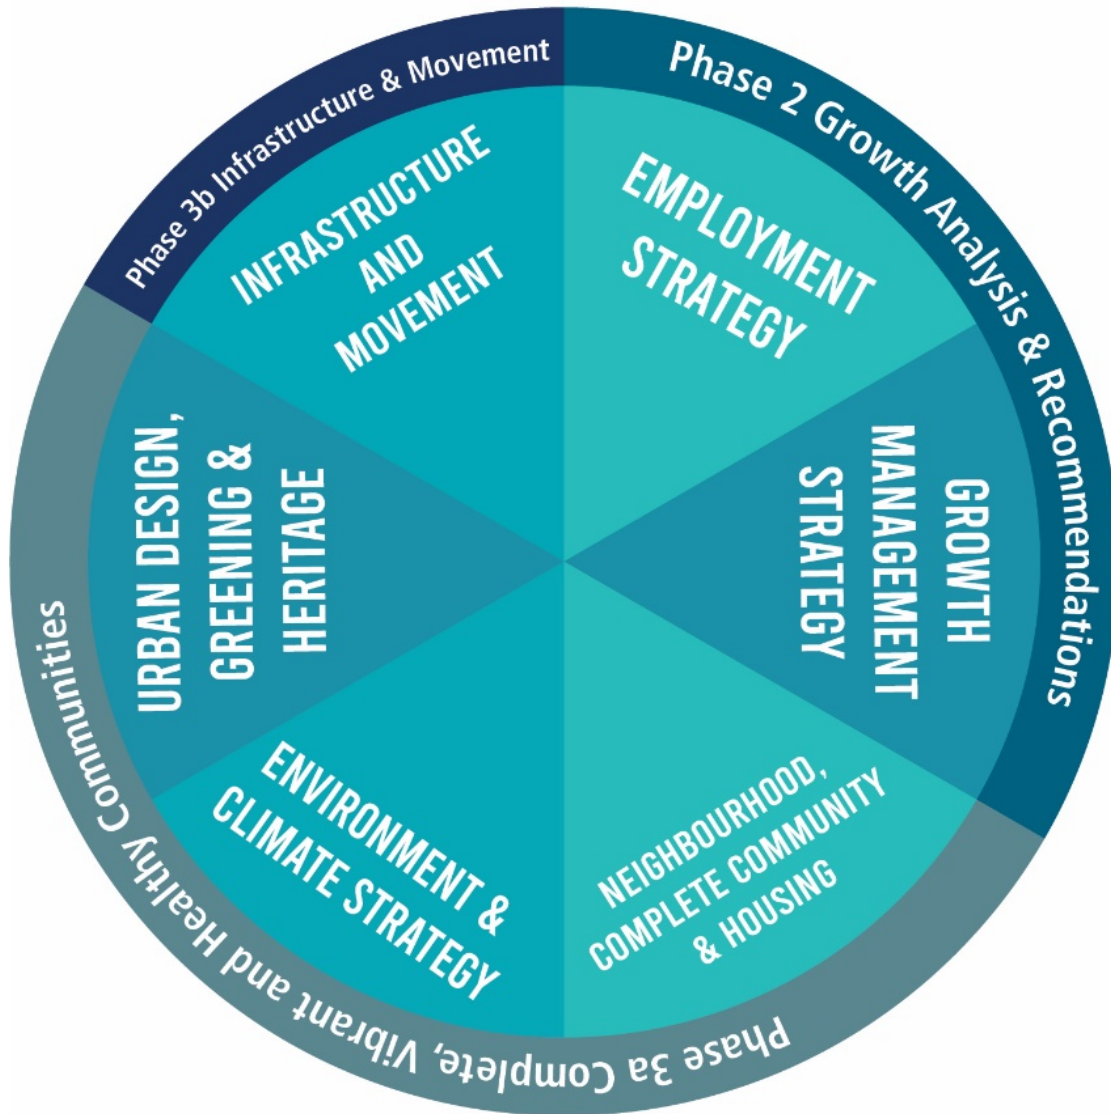 Phase 2 Growth Analysis & Recommendations
Phase 3a Complete, Vibrant and Healthy Communities
Phase 3b Infrastructure & Movement
EMPLOYMENT
STRATEGY
GROWTH
MANAGEMENT
STRATEGY
NEIGHBOURHOOD,
COMPLETE COMMUNITY
& HOUSING
ENVIRONMENT &
CLIMATE STRATEGY
URBAN DESIGN,
GREENING &
HERITAGE
INFRASTRUCTURE
AND
MOVEMENT